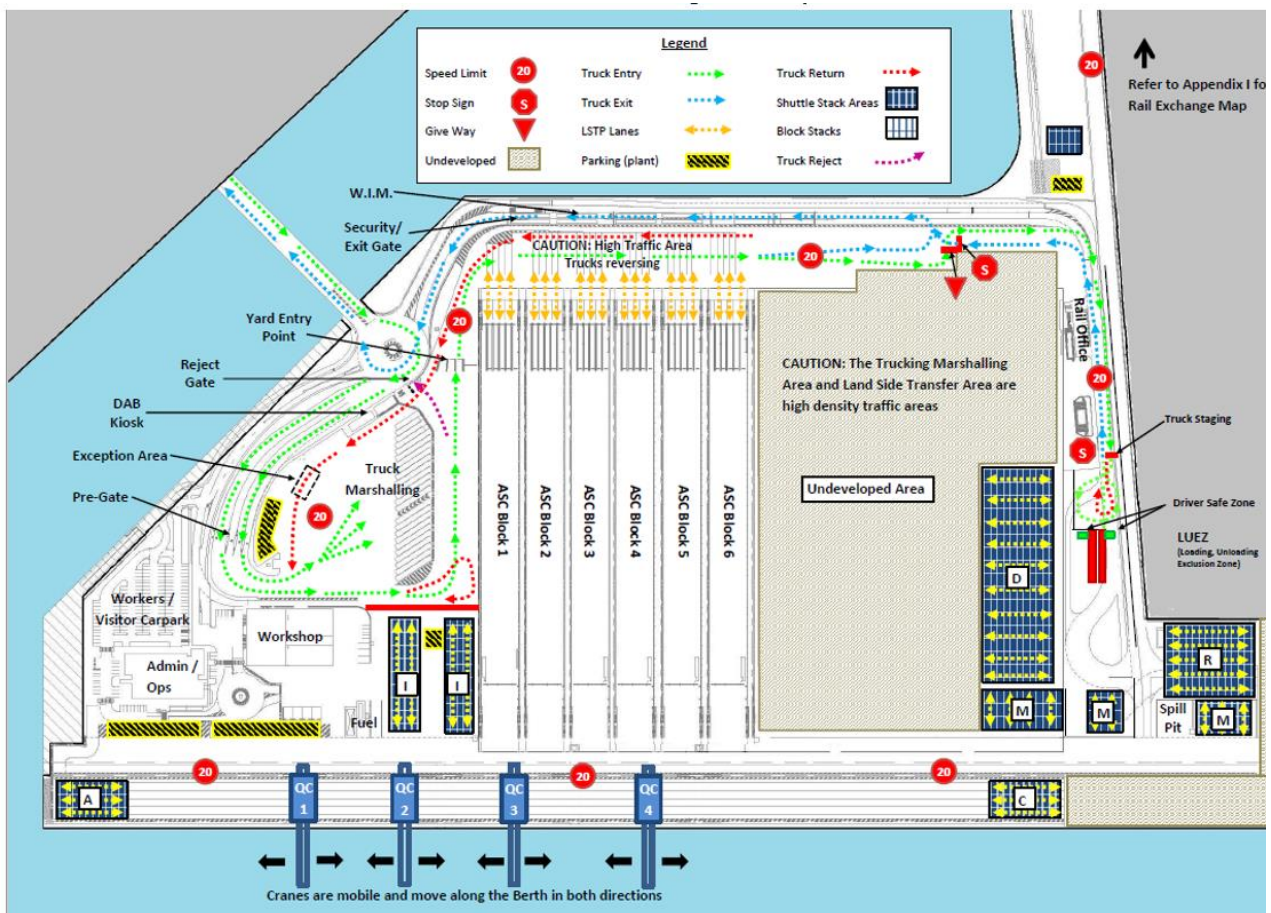 Legend
Speed Limit
20
Truck Entry
Truck Return
Stop Sign
S
Truck Exit
Shuttle Stack Areas
Give Way
LSTP Lanes
Block Stacks
Undeveloped
Parking (plant)
Truck Reject
20
Refer to Appendix I fo
Rail Exchange Map
W.I.M.
Security/
Exit Gate
CAUTION: High Traffic Area
Trucks reversing
20
S
Yard Entry
Point
20
Reject
Gate
DAB
Kiosk
Exception Area
Pre-Gate
Truck
Marshalling
20
ASC Block 1
ASC Block 2
ASC Block 3
ASC Block 4
ASC Block 5
ASC Block 6
CAUTION: The Trucking Marshalling
Area and Land Side Transfer Area are
high density traffic areas
Undeveloped Area
Rail Office
20
S
Truck Staging
Driver Safe Zone
LUEZ
(Loading, Unloading
Exclusion Zone)
Workers /
Visitor Carpark
Workshop
Admin /
Ops
Fuel
I
I
D
M
M
R
Spill
Pit
M
20
20
20
A
QC
1
QC
2
QC
3
QC
4
C
Cranes are mobile and move along the Berth in both directions